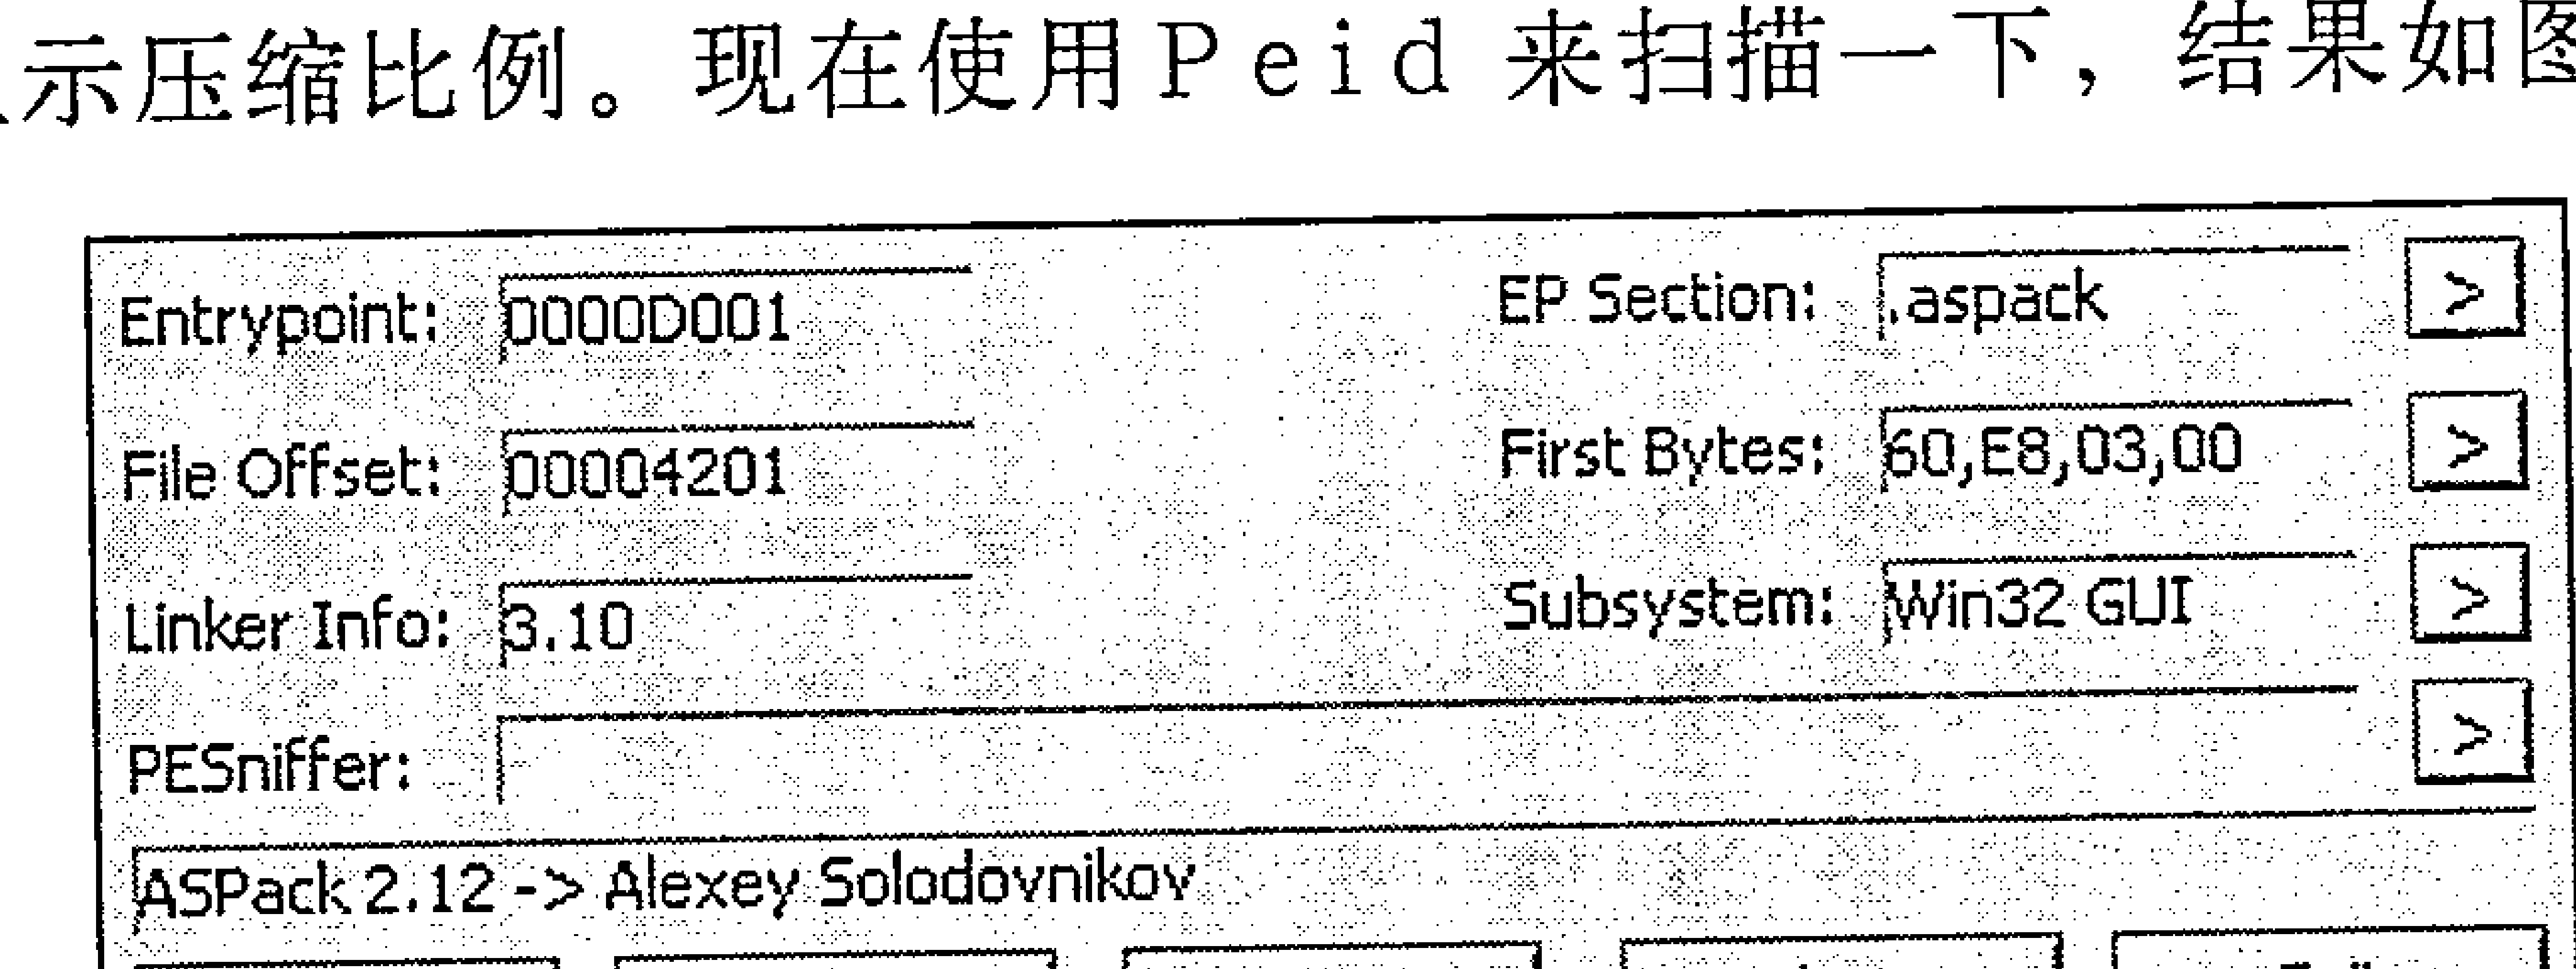 示压缩比例。现在使用Peid 来扫描一下，结果如图
Entrypoint: 0000D001 EP Section: .aspack >
File Offset: 00004201 First Bytes: 60,E8,03,00 >
Linker Info: 3.10 Subsystem: Win32 GUI >
PESniffer: >
ASPack 2.12 -> Alexey Solodovnikov